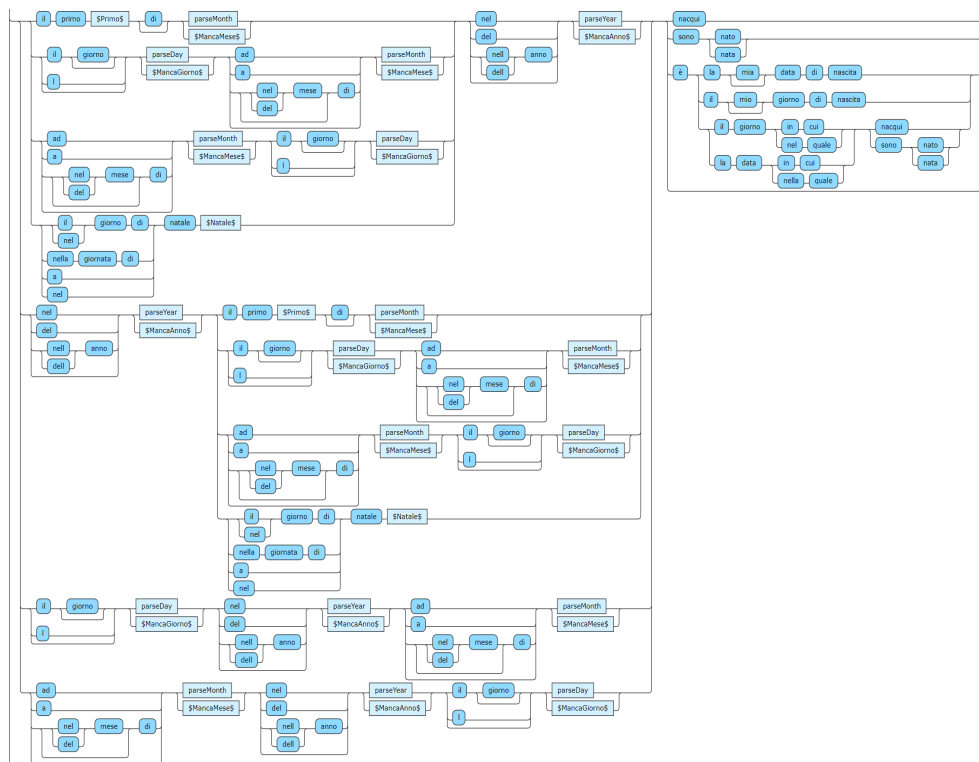 il primo $Primo$ di parseMonth nel parseYear nacqui
$MancaMese$ del $MancaAnno$ sono nato
il giorno parseDay ad parseMonth nell anno nata
l $MancaGiorno$ a $MancaMese$ dell è la mia data di nascita
nel mese di il mio giorno di nascita
del il giorno in cui nacqui
ad parseMonth il giorno parseDay nel quale sono nato
a $MancaMese$ l $MancaGiorno$ la data in cui nata
nel mese di nella quale
del
il giorno di natale $Natale$
nel
nella giornata di
a
nel
nel parseYear il primo $Primo$ di parseMonth
del $MancaAnno$ $MancaMese$
nell anno il giorno parseDay ad parseMonth
dell l $MancaGiorno$ a $MancaMese$
nel mese di
del
ad parseMonth il giorno parseDay
a $MancaMese$ l $MancaGiorno$
nel mese di
del
il giorno di natale $Natale$
nel
nella giornata di
a
nel
il giorno parseDay nel parseYear ad parseMonth
l $MancaGiorno$ del $MancaAnno$ a $MancaMese$
nell anno nel mese di
dell del
ad parseMonth nel parseYear il giorno parseDay
a $MancaMese$ del $MancaAnno$ l $MancaGiorno$
nel mese di nell anno
del dell